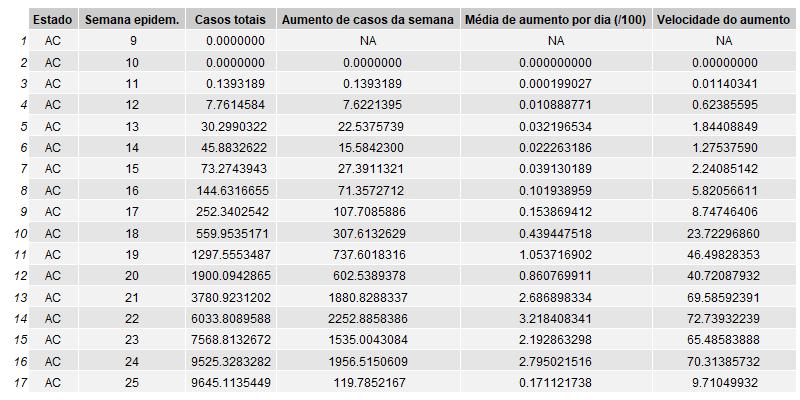 Estado Semana epidem. Casos totais Aumento de casos da semana Média de aumento por dia (/100) Velocidade do aumento
1 AC 9 0.0000000 NA NA NA
2 AC 10 0.0000000 0.0000000 0.000000000 0.00000000
3 AC 11 0.1393189 0.1393189 0.000199027 0.01140341
4 AC 12 7.7614584 7.6221395 0.010888771 0.62385595
5 AC 13 30.2990322 22.5375739 0.032196534 1.84408849
6 AC 14 45.8832622 15.5842300 0.022263186 1.27537590
7 AC 15 73.2743943 27.3911321 0.039130189 2.24085142
8 AC 16 144.6316655 71.3572712 0.101938959 5.82056611
9 AC 17 252.3402542 107.7085886 0.153869412 8.74746406
10 AC 18 559.9535171 307.6132629 0.439447518 23.72296860
11 AC 19 1297.5553487 737.6018316 1.053716902 46.49828353
12 AC 20 1900.0942865 602.5389378 0.860769911 40.72087932
13 AC 21 3780.9231202 1880.8288337 2.686898334 69.58592391
14 AC 22 6033.8089588 2252.8858386 3.218408341 72.73932239
15 AC 23 7568.8132672 1535.0043084 2.192863298 65.48583888
16 AC 24 9525.3283282 1956.5150609 2.795021516 70.31385732
17 AC 25 9645.1135449 119.7852167 0.171121738 9.71049932